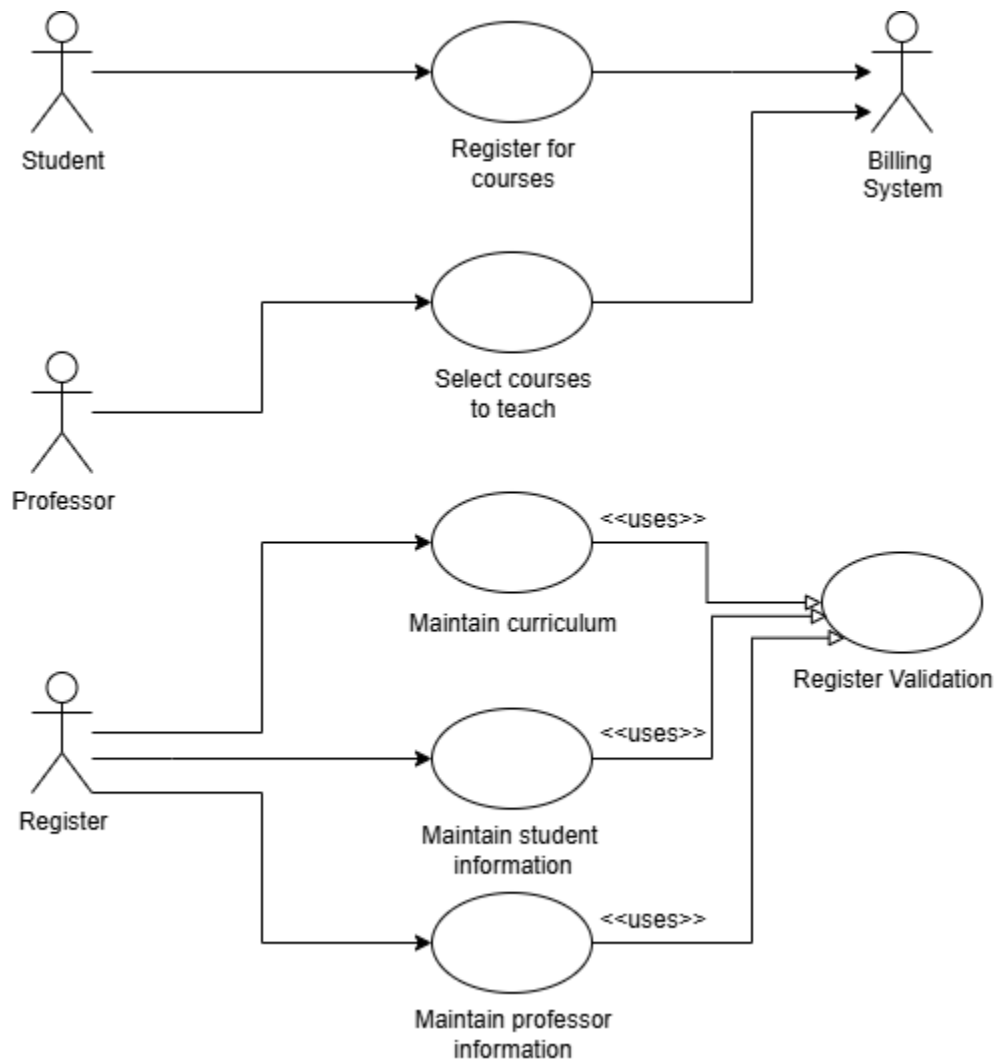 Student
Register for
courses
Billing
System
Select courses
to teach
Professor
<<uses>>
Maintain curriculum
Register Validation
<<uses>>
Register
Maintain student
information
<<uses>>
Maintain professor
information